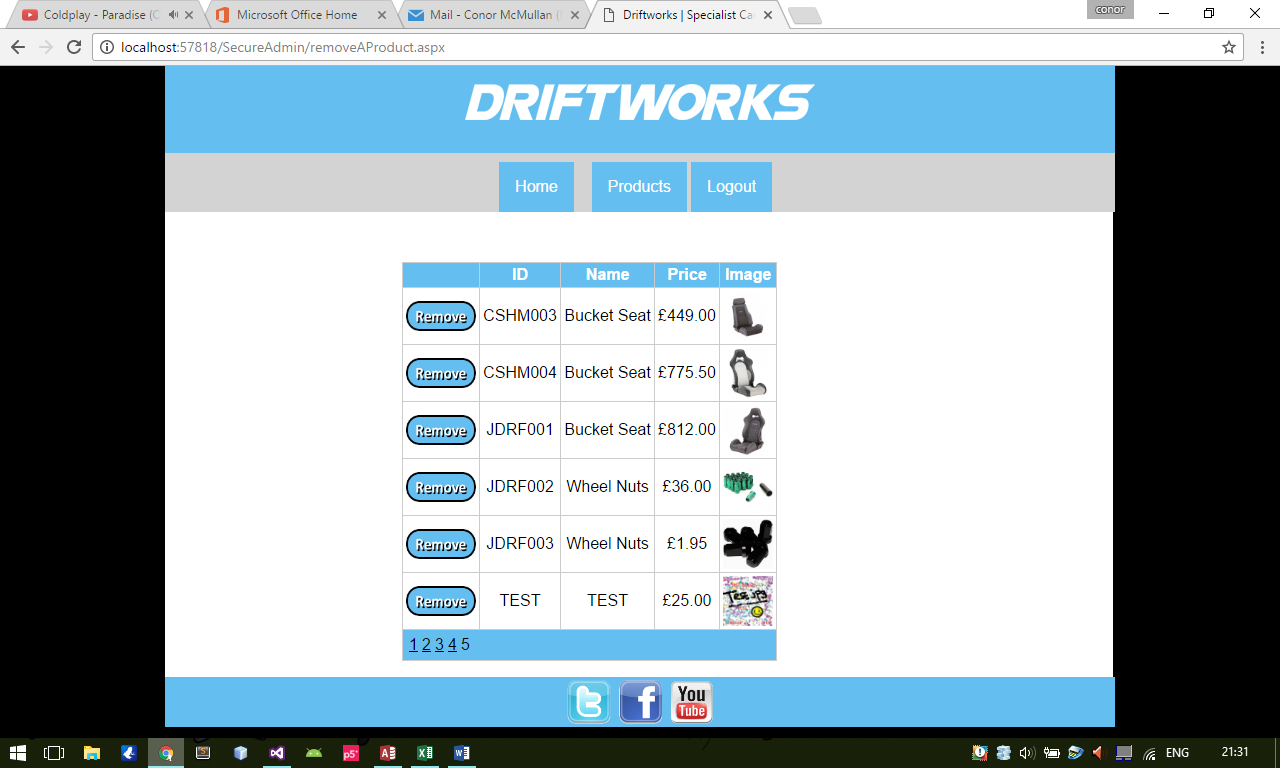 Coldplay - Paradise (O
Microsoft Office Home
Mail - Conor McMullan (
Driftworks | Specialist Ca
conor
localhost:57818/SecureAdmin/removeAProduct.aspx
DRIFTWORKS
Home Products Logout
ID Name Price Image
Remove CSHM003 Bucket Seat £449.00
Remove CSHM004 Bucket Seat £775.50
Remove JDRF001 Bucket Seat £812.00
Remove JDRF002 Wheel Nuts £36.00
Remove JDRF003 Wheel Nuts £1.95
Remove TEST TEST £25.00
1 2 3 4 5
You
Tube
p5*
ENG 21:31